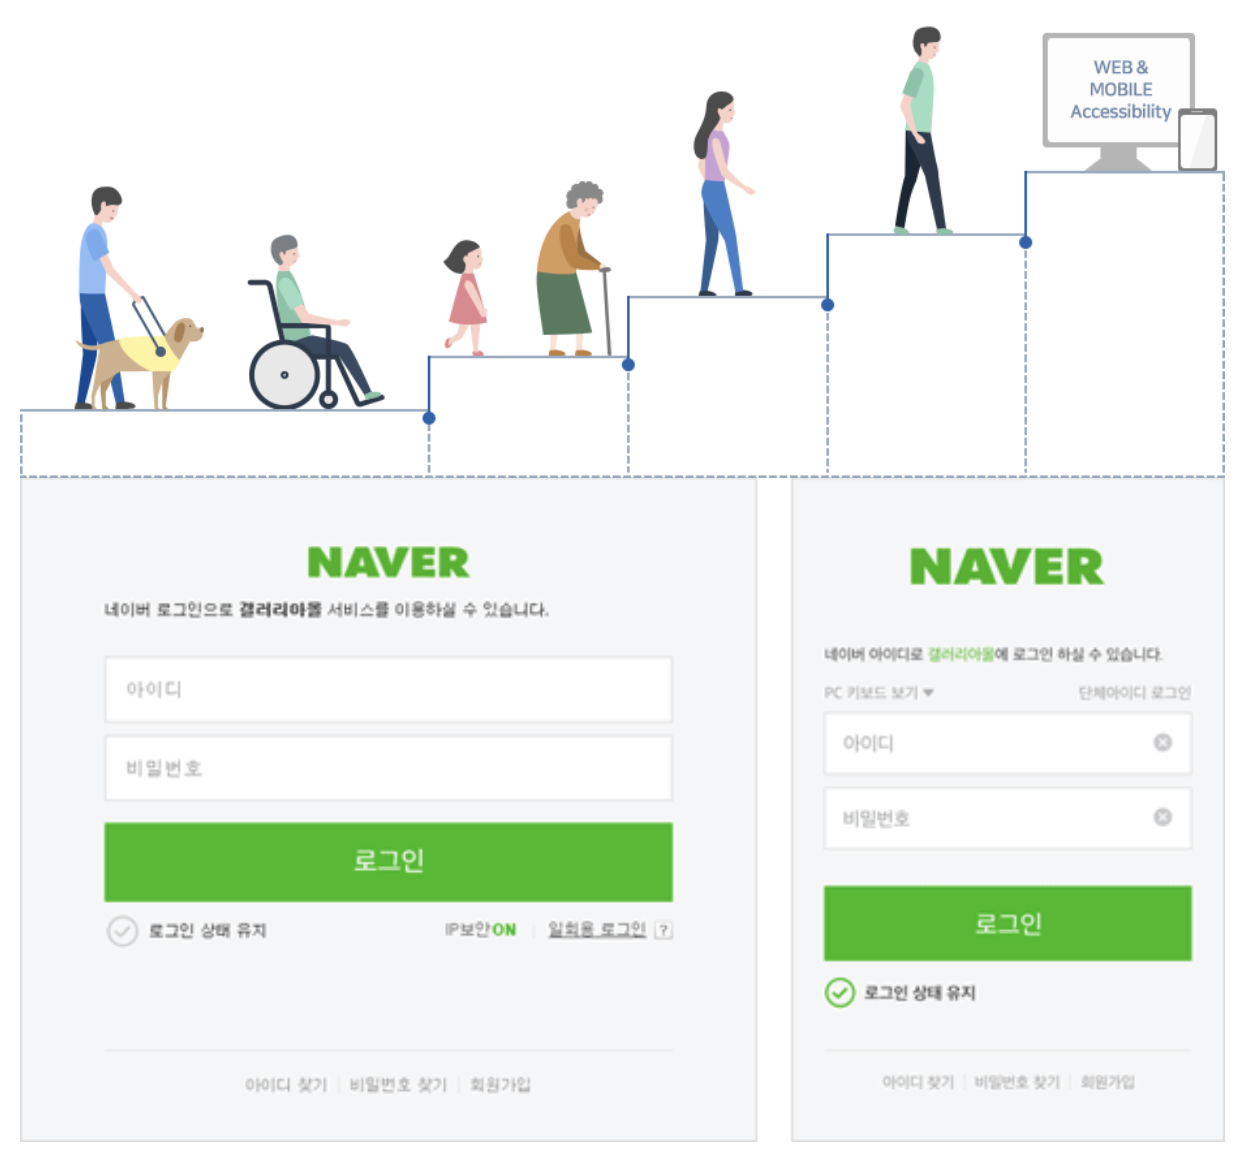 WEB &
MOBILE
Accessibility
NAVER
네이버 로그인으로 갤러리아몰 서비스를 이용하실 수 있습니다.
아이디
비밀번호
로그인
로그인 상태 유지
IP보안ON
일회용 로그인 ?
아이디 찾기 | 비밀번호 찾기 | 회원가입
NAVER
네이버 아이디로 갤러리아몰에 로그인 하실 수 있습니다.
PC 키보드 보기 ▼
단체아이디 로그인
아이디
비밀번호
로그인
로그인 상태 유지
아이디 찾기 | 비밀번호 찾기 | 회원가입